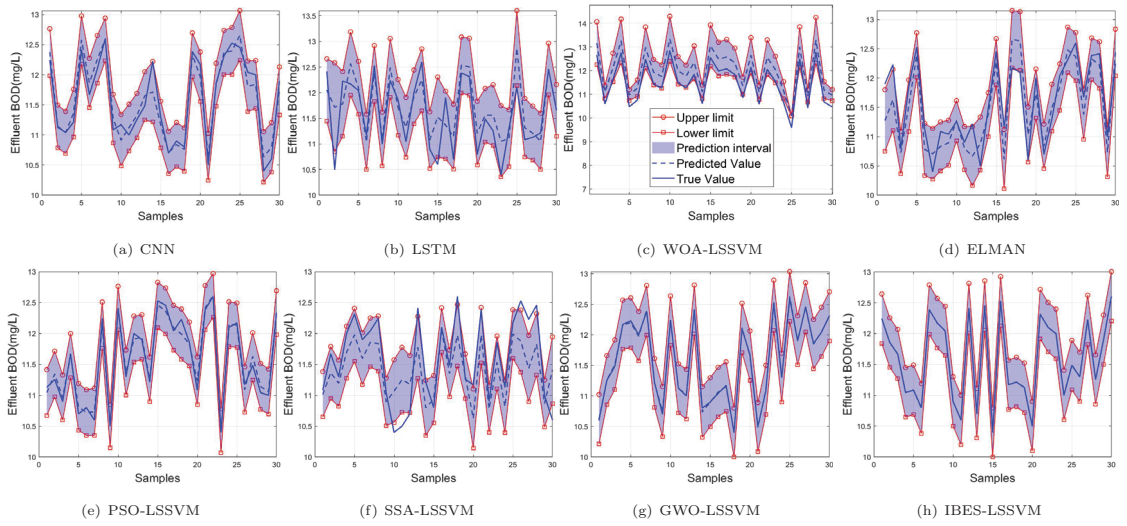 Effluent BOD(mg/L)
13
12.5
12
11.5
11
10.5
10
0 5 10 15 20 25 30
Samples
(a) CNN
Effluent BOD(mg/L)
13.5
13
12.5
12
11.5
11
10.5
10
0 5 10 15 20 25 30
Samples
(b) LSTM
Effluent BOD(mg/L)
15
14
13
12
11
10
9
8
7
0 5 10 15 20 25 30
Upper limit
Lower limit
Prediction interval
Predicted Value
True Value
Samples
(c) WOA-LSSVM
Effluent BOD(mg/L)
13
12.5
12
11.5
11
10.5
10
0 5 10 15 20 25 30
Samples
(d) ELMAN
Effluent BOD(mg/L)
13
12.5
12
11.5
11
10.5
10
0 5 10 15 20 25 30
Samples
(e) PSO-LSSVM
Effluent BOD(mg/L)
13
12.5
12
11.5
11
10.5
10
0 5 10 15 20 25 30
Samples
(f) SSA-LSSVM
Effluent BOD(mg/L)
13
12.5
12
11.5
11
10.5
10
0 5 10 15 20 25 30
Samples
(g) GWO-LSSVM
Effluent BOD(mg/L)
13
12.5
12
11.5
11
10.5
10
0 5 10 15 20 25 30
Samples
(h) IBES-LSSVM